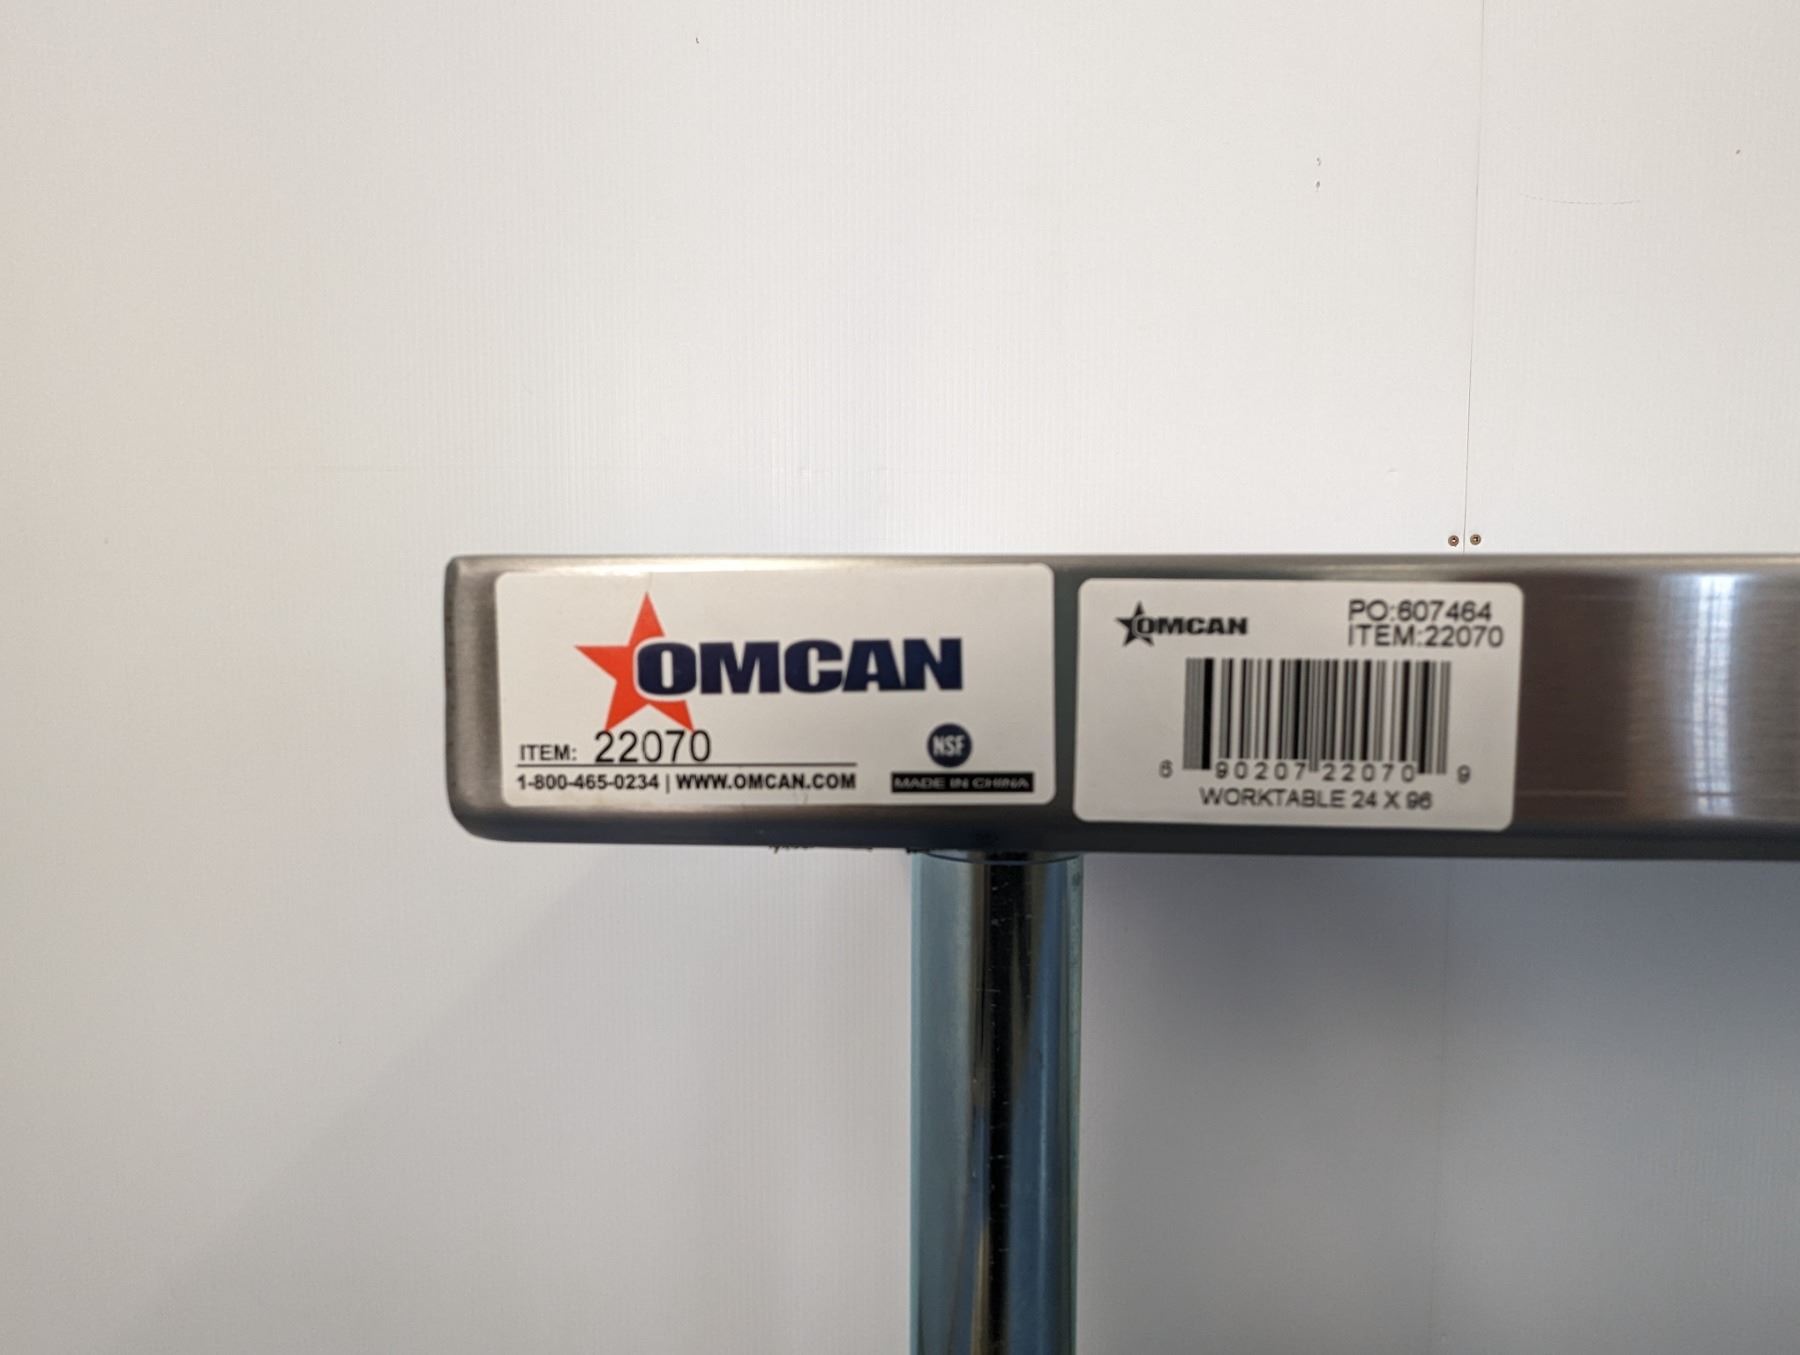 OMCAN
ITEM: 22070
1-800-465-0234 | WWW.OMCAN.COM
NSF
MADE IN CHINA
OMCAN
PO:607464
ITEM:22070
6 90207 22070 9
WORKTABLE 24 X 96